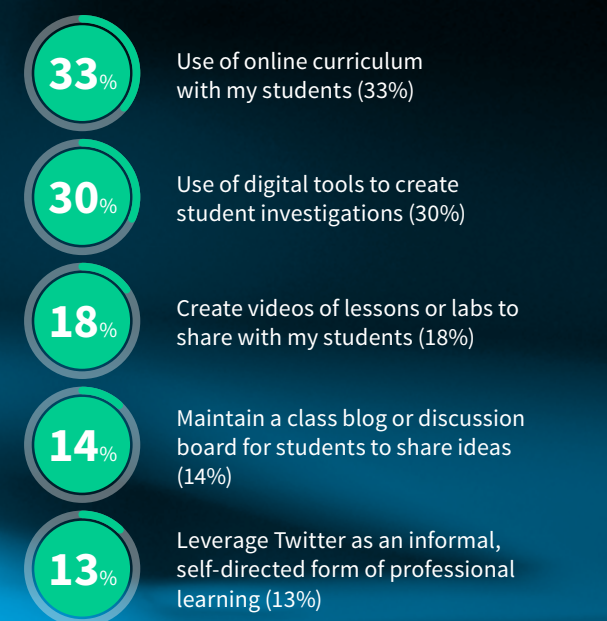 33%
Use of online curriculum
with my students (33%)
30%
Use of digital tools to create
student investigations (30%)
18%
Create videos of lessons or labs to
share with my students (18%)
14%
Maintain a class blog or discussion
board for students to share ideas
(14%)
13%
Leverage Twitter as an informal,
self-directed form of professional
learning (13%)